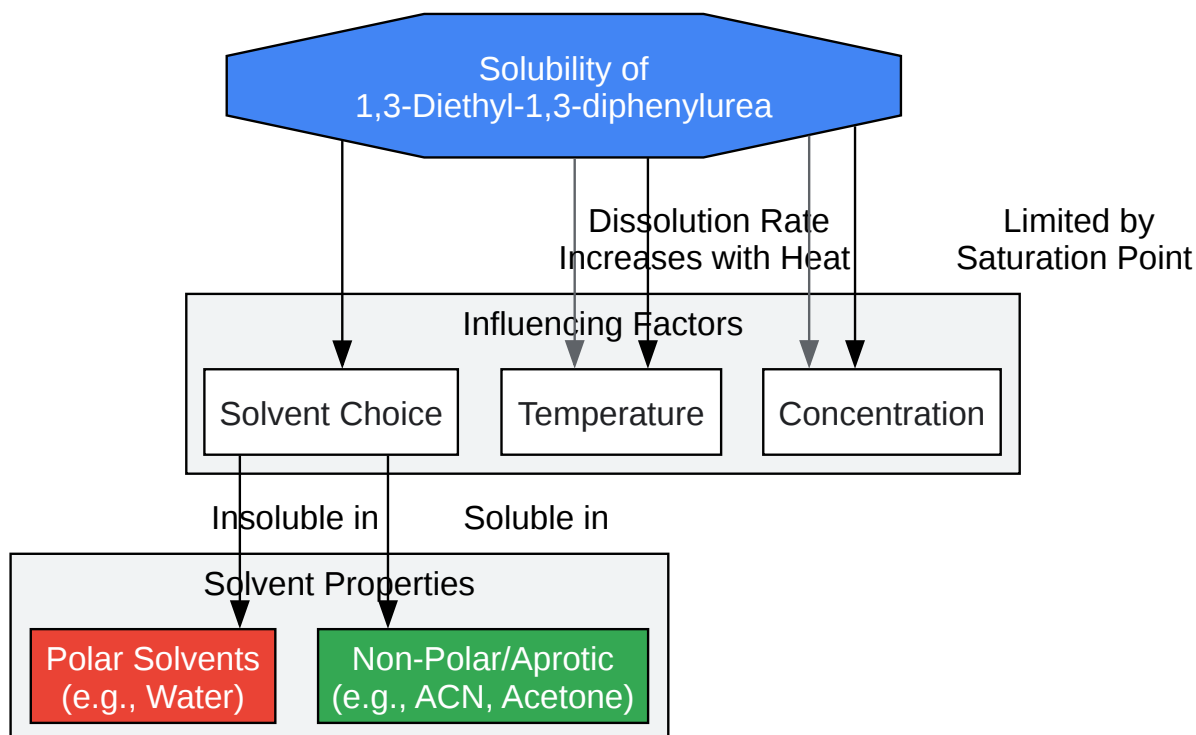 Solubility of
1,3-Diethyl-1,3-diphenylurea
Dissolution Rate
Increases with Heat
Limited by
Saturation Point
Influencing Factors
Solvent Choice
Temperature
Concentration
Insoluble in
Soluble in
Solvent Properties
Polar Solvents
(e.g., Water)
Non-Polar/Aprotic
(e.g., ACN, Acetone)